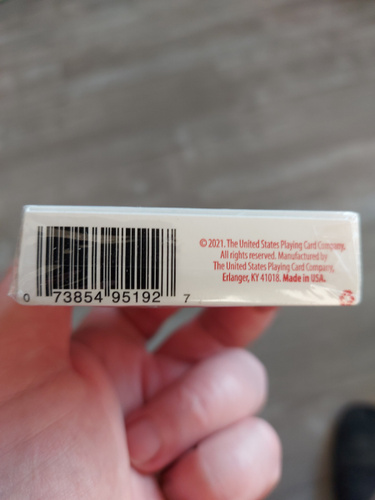 © 2021. The United States Playing Card Company.
All rights reserved. Manufactured by
The United States Playing Card Company,
Erlanger, KY 41018. Made in USA.
0 73854 95192 7